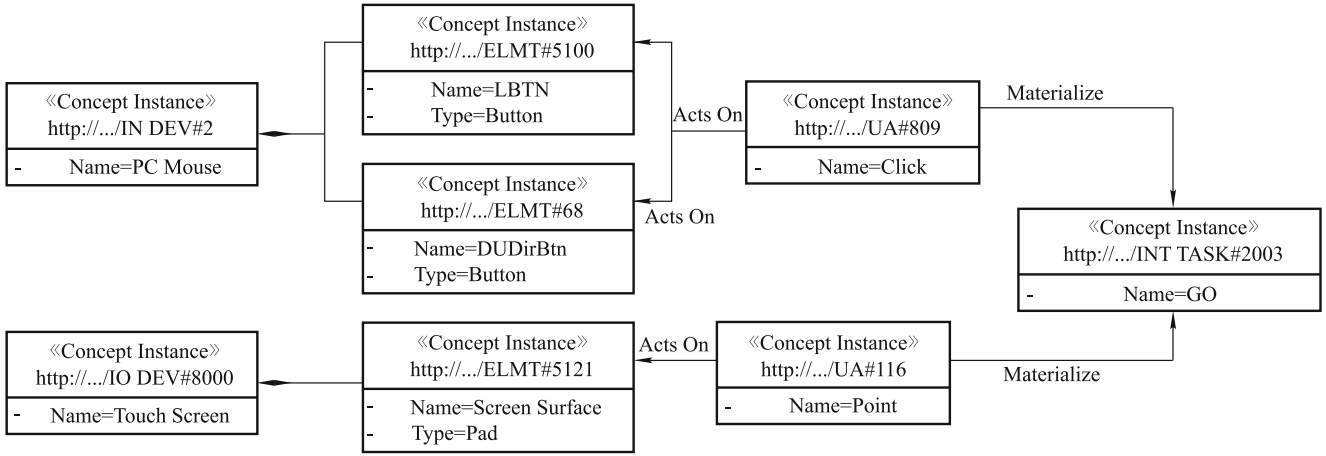 《Concept Instance》
http://.../IN DEV#2
- Name=PC Mouse
《Concept Instance》
http://.../ELMT#5100
- Name=LBTN
- Type=Button
《Concept Instance》
http://.../ELMT#68
- Name=DUDirBtn
- Type=Button
Acts On
Acts On
《Concept Instance》
http://.../UA#809
- Name=Click
Materialize
《Concept Instance》
http://.../INT TASK#2003
- Name=GO
《Concept Instance》
http://.../IO DEV#8000
- Name=Touch Screen
《Concept Instance》
http://.../ELMT#5121
- Name=Screen Surface
- Type=Pad
Acts On
《Concept Instance》
http://.../UA#116
- Name=Point
Materialize